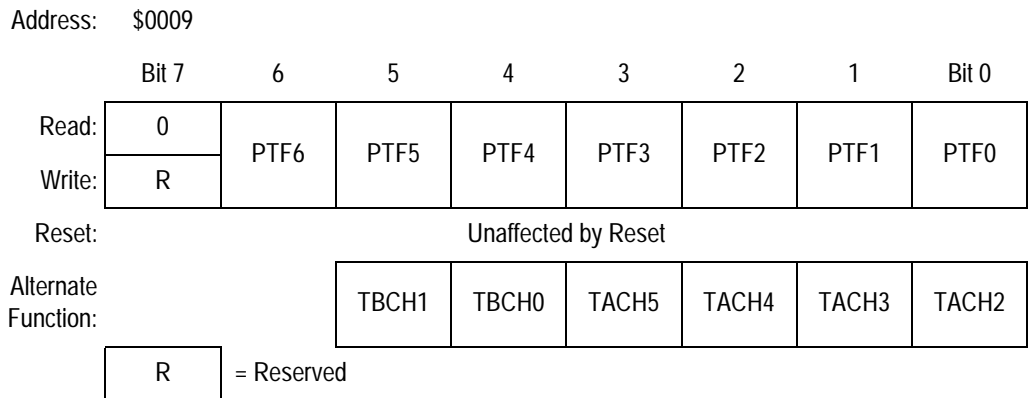 Address: $0009
Bit 7 6 5 4 3 2 1 Bit 0
Read: 0 PTF6 PTF5 PTF4 PTF3 PTF2 PTF1 PTF0
Write: R
Reset: Unaffected by Reset
Alternate
Function: TBCH1 TBCH0 TACH5 TACH4 TACH3 TACH2
R = Reserved